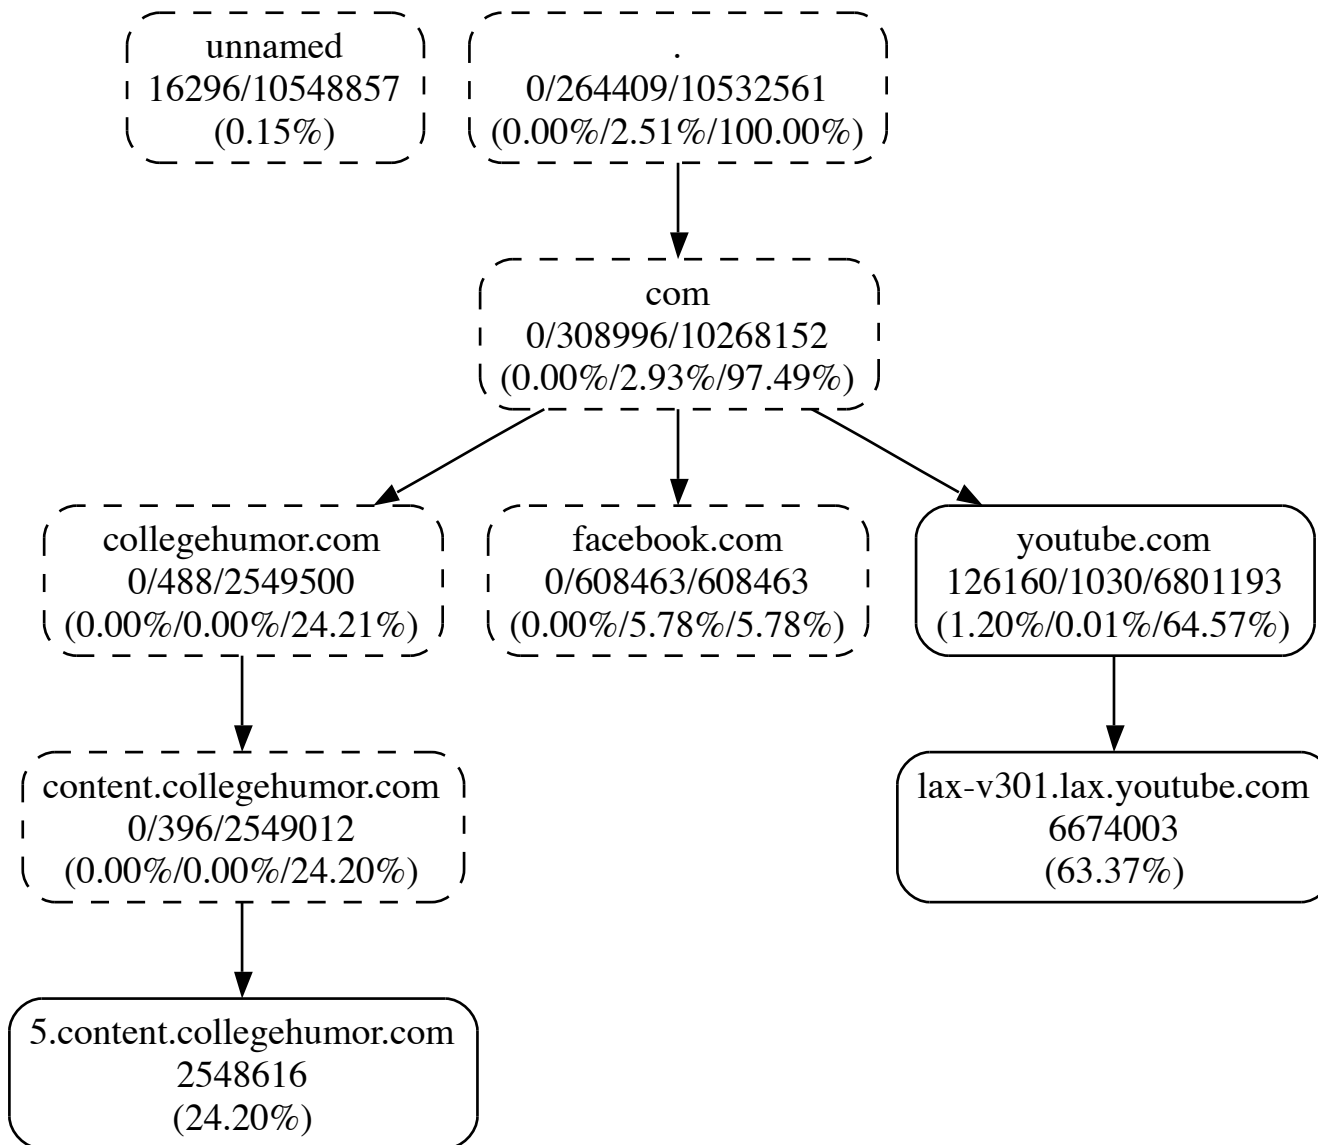 unnamed
16296/10548857
(0.15%)
.
0/264409/10532561
(0.00%/2.51%/100.00%)
com
0/308996/10268152
(0.00%/2.93%/97.49%)
collegehumor.com
0/488/2549500
(0.00%/0.00%/24.21%)
facebook.com
0/608463/608463
(0.00%/5.78%/5.78%)
youtube.com
126160/1030/6801193
(1.20%/0.01%/64.57%)
content.collegehumor.com
0/396/2549012
(0.00%/0.00%/24.20%)
lax-v301.lax.youtube.com
6674003
(63.37%)
5.content.collegehumor.com
2548616
(24.20%)